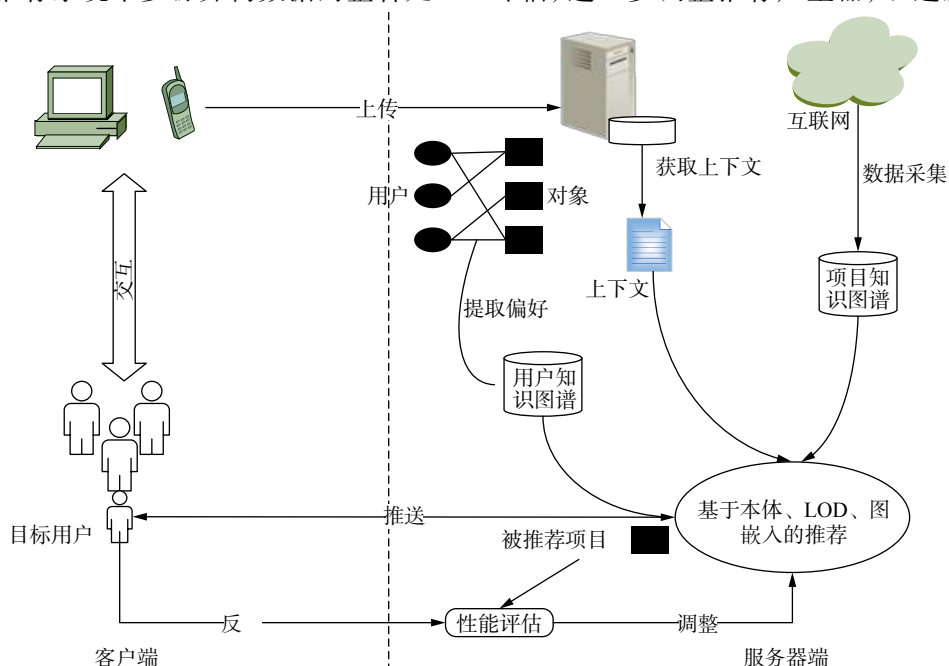 上传
互联网
获取上下文
数据采集
用户
对象
交互
上下文
项目知
识图谱
提取偏好
用户知
识图谱
推送
基于本体、LOD、图
嵌入的推荐
目标用户
被推荐项目
反
性能评估
调整
客户端
服务器端